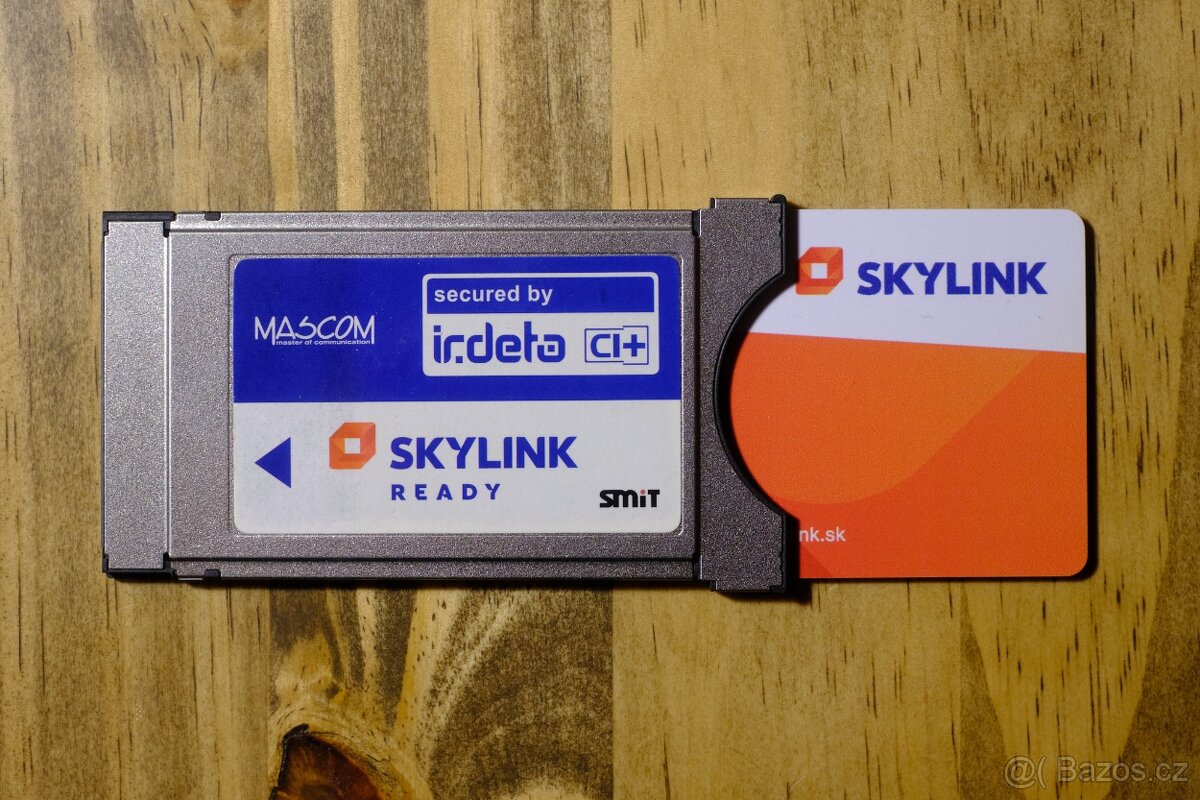 MASCOM
master of communication
secured by
irdeto CI+
SKYLINK
READY
SMiT
SKYLINK
nk.sk
@( Bazos.cz